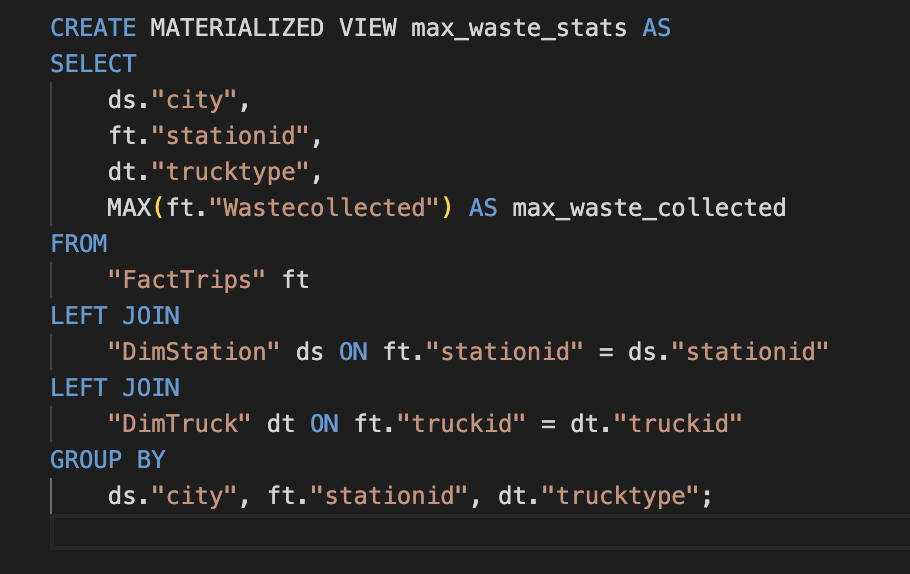 CREATE MATERIALIZED VIEW max_waste_stats AS
SELECT
    ds."city",
    ft."stationid",
    dt."trucktype",
    MAX(ft."Wastecollected") AS max_waste_collected
FROM
    "FactTrips" ft
LEFT JOIN
    "DimStation" ds ON ft."stationid" = ds."stationid"
LEFT JOIN
    "DimTruck" dt ON ft."truckid" = dt."truckid"
GROUP BY
    ds."city", ft."stationid", dt."trucktype";